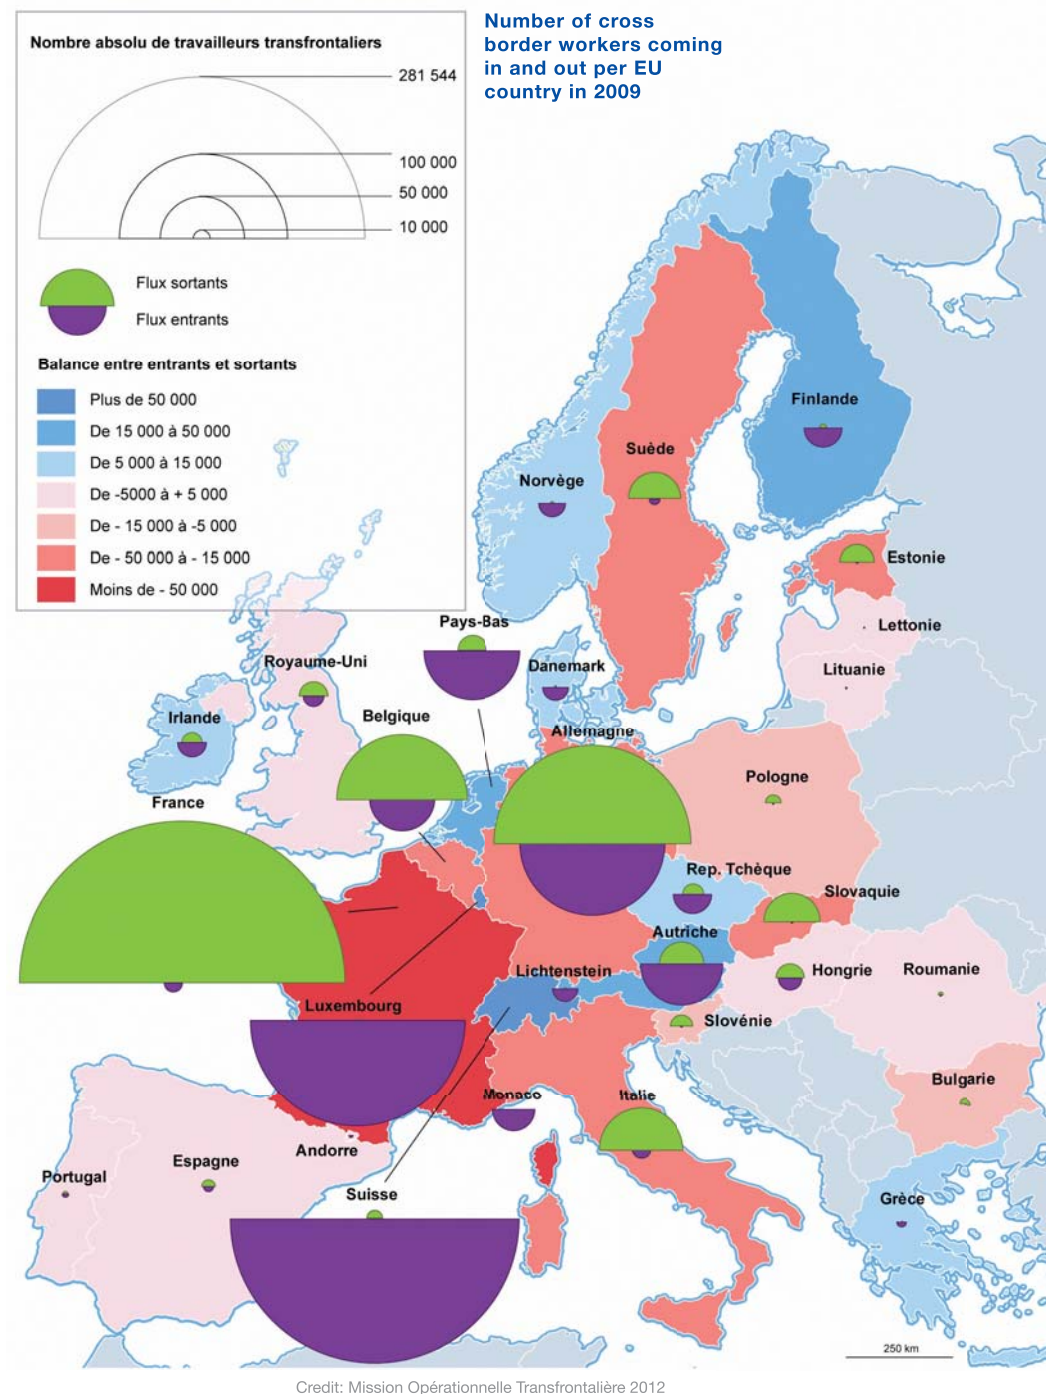 Number of cross
border workers coming
in and out per EU
country in 2009
Nombre absolu de travailleurs transfrontaliers
281 544
100 000
50 000
10 000
Flux sortants
Flux entrants
Balance entre entrants et sortants
Plus de 50 000
De 15 000 à 50 000
De 5 000 à 15 000
De -5000 à + 5 000
De - 15 000 à -5 000
De - 50 000 à - 15 000
Moins de - 50 000
Finlande
Suède
Norvège
Estonie
Pays-Bas
Lettonie
Royaume-Uni
Danemark
Lituanie
Irlande
Belgique
Allemagne
Pologne
France
Rep. Tchèque
Slovaquie
Autriche
Lichtenstein
Hongrie
Roumanie
Luxembourg
Slovénie
Bulgarie
Monaco
Italie
Andorre
Espagne
Portugal
Suisse
Grèce
250 km
Credit: Mission Opérationnelle Transfrontalière 2012